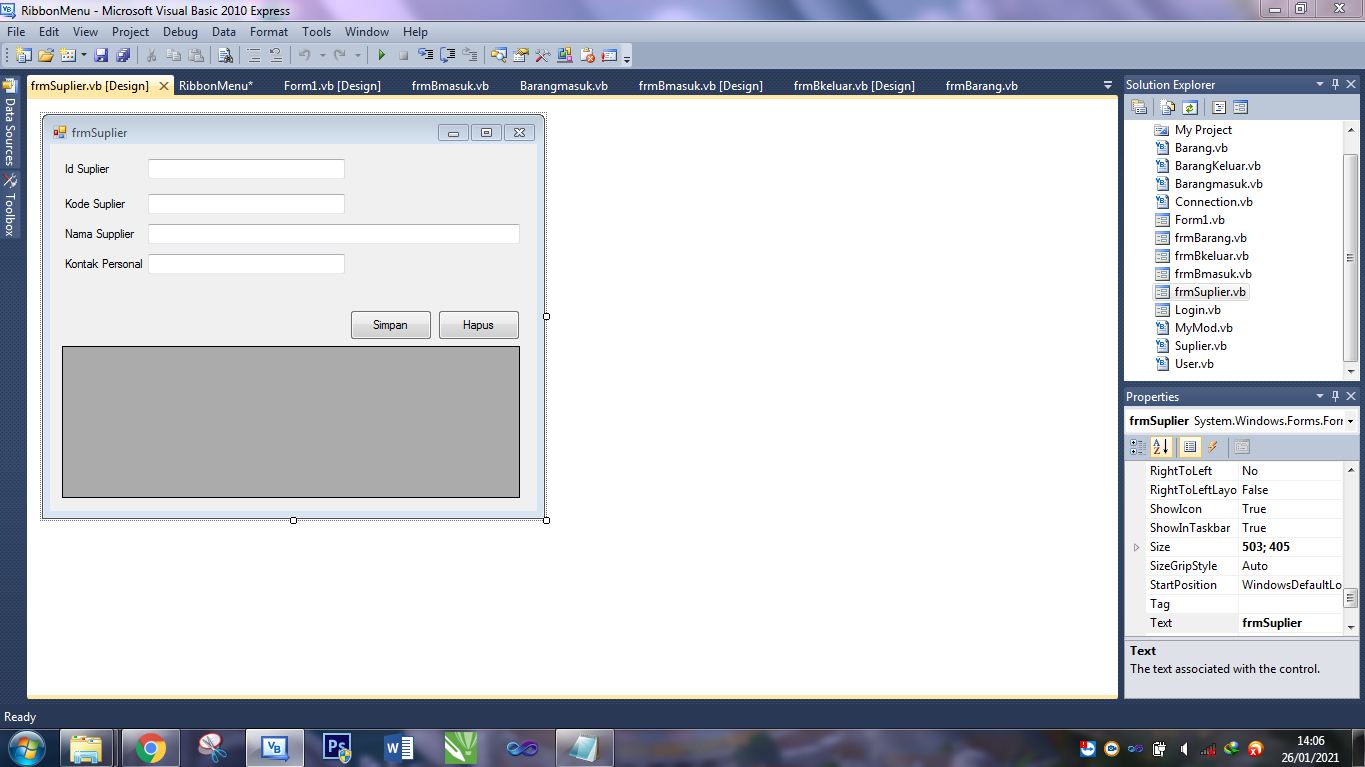 RibbonMenu - Microsoft Visual Basic 2010 Express
File Edit View Project Debug Data Format Tools Window Help
frmSuplier.vb [Design] RibbonMenu* Form1.vb [Design] frmBmasuk.vb Barangmasuk.vb frmBmasuk.vb [Design] frmBkeluar.vb [Design] frmBarang.vb
Data Sources
Toolbox
frmSuplier
Id Suplier
Kode Suplier
Nama Supplier
Kontak Personal
Simpan Hapus
Solution Explorer
My Project
Barang.vb
BarangKeluar.vb
Barangmasuk.vb
Connection.vb
Form1.vb
frmBarang.vb
frmBkeluar.vb
frmBmasuk.vb
frmSuplier.vb
Login.vb
MyMod.vb
Suplier.vb
User.vb
Properties
frmSuplier System.Windows.Forms.Forr
RightToLeft No
RightToLeftLayo False
ShowIcon True
ShowInTaskbar True
Size 503; 405
SizeGripStyle Auto
StartPosition WindowsDefaultLo
Tag
Text frmSuplier
Text
The text associated with the control.
Ready
VB Ps W
14:06
26/01/2021